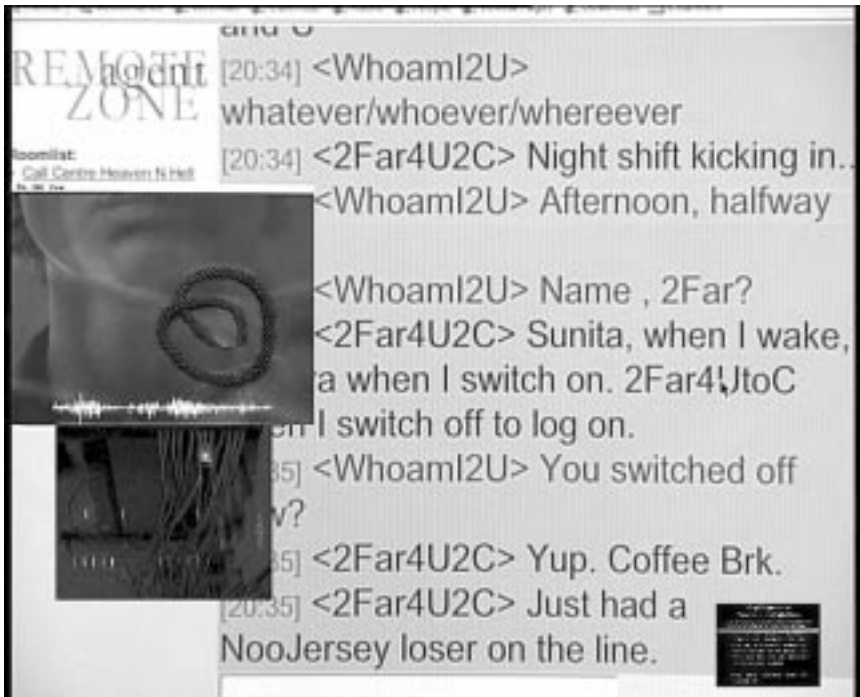 and U
REMOTE
agent
ZONE
[20:34] <WhoamI2U>
whatever/whoever/whereever
Roomlist:
Call Centre Heaven N Hell
[20:34] <2Far4U2C> Night shift kicking in..
<WhoamI2U> Afternoon, halfway
<WhoamI2U> Name , 2Far?
<2Far4U2C> Sunita, when I wake,
a when I switch on. 2Far4UtoC
I switch off to log on.
35] <WhoamI2U> You switched off
w?
35] <2Far4U2C> Yup. Coffee Brk.
[20:35] <2Far4U2C> Just had a
NooJersey loser on the line.